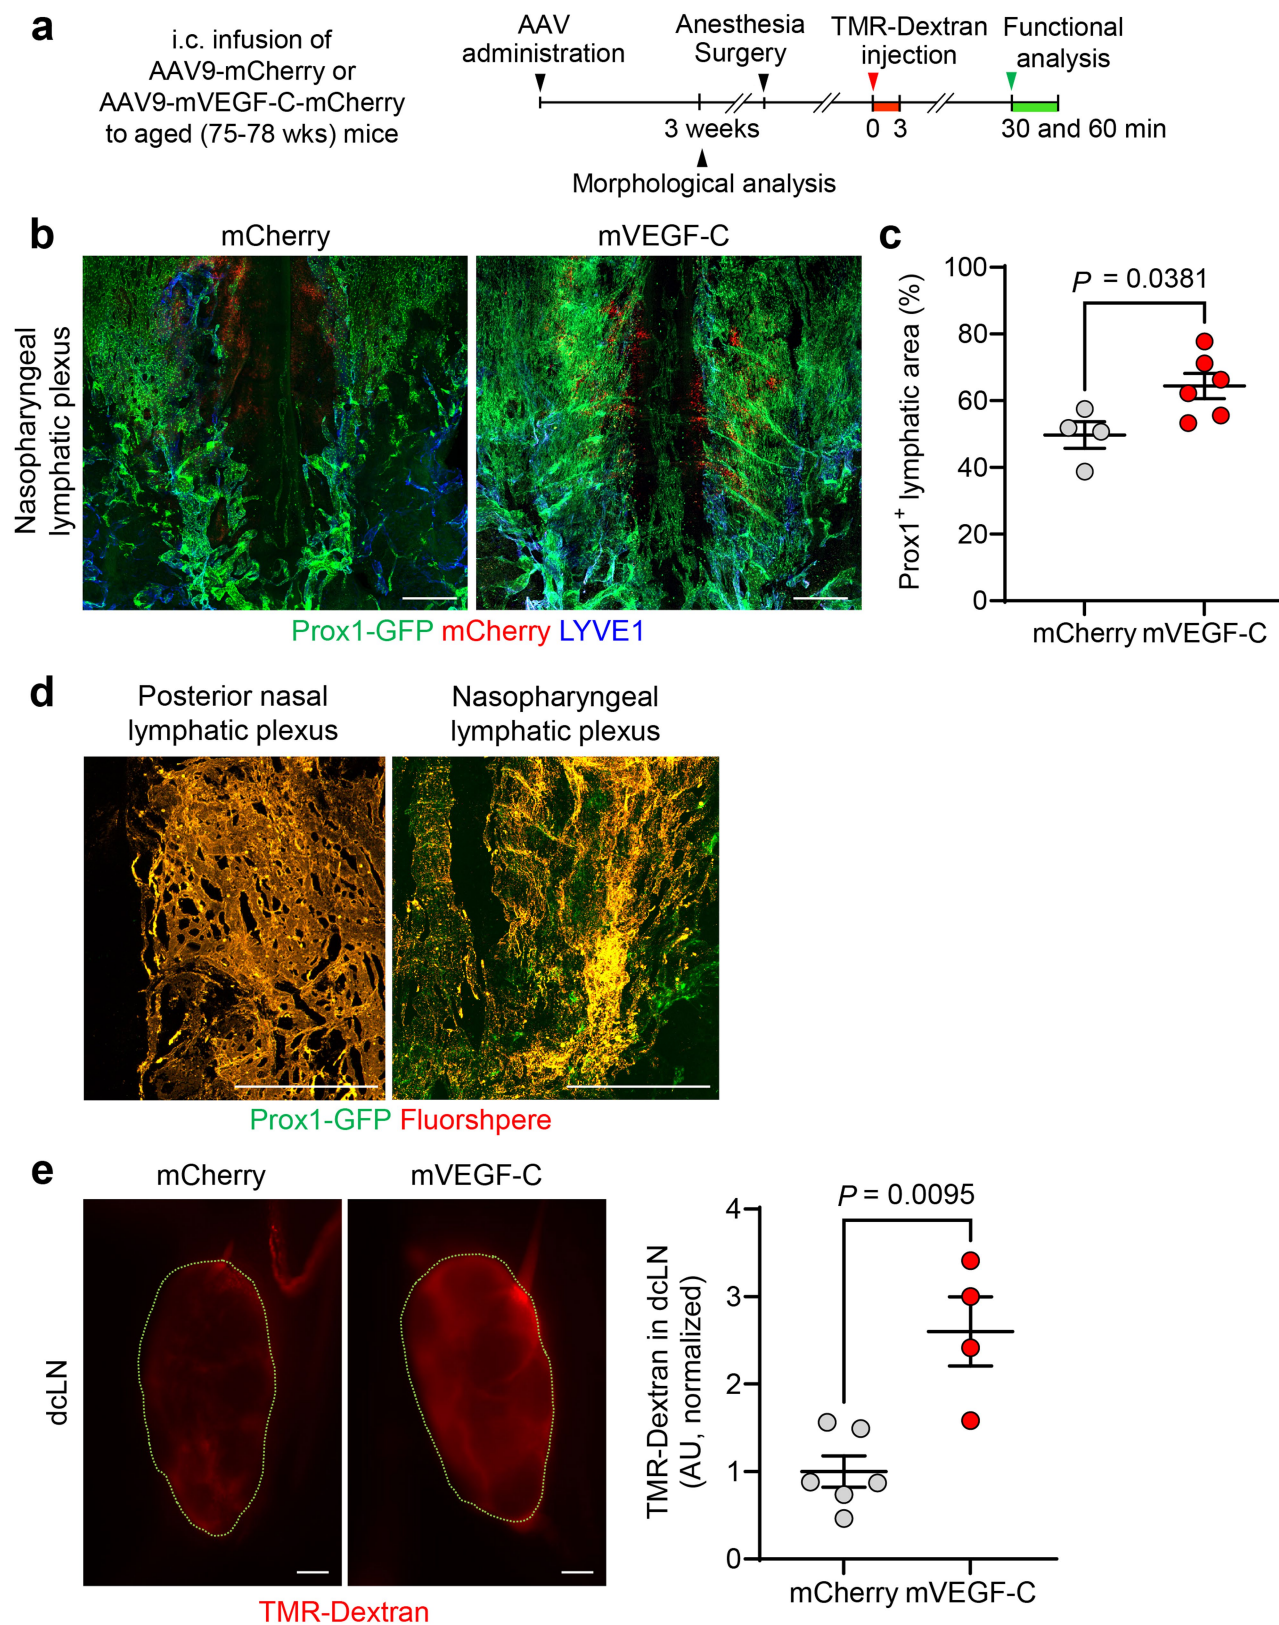 a
i.c. infusion of
AAV9-mCherry or
AAV9-mVEGF-C-mCherry
to aged (75-78 wks) mice
AAV
administration
Anesthesia
Surgery
TMR-Dextran
injection
Functional
analysis
3 weeks
0 3
30 and 60 min
Morphological analysis
b
mCherry
mVEGF-C
Nasopharyngeal
lymphatic plexus
Prox1-GFP mCherry LYVE1
c
P = 0.0381
Prox1+ lymphatic area (%)
100
80
60
40
20
0
mCherry mVEGF-C
d
Posterior nasal
lymphatic plexus
Nasopharyngeal
lymphatic plexus
Prox1-GFP Fluorshpere
e
mCherry
mVEGF-C
dcLN
TMR-Dextran
P = 0.0095
TMR-Dextran in dcLN
(AU, normalized)
4
3
2
1
0
mCherry mVEGF-C